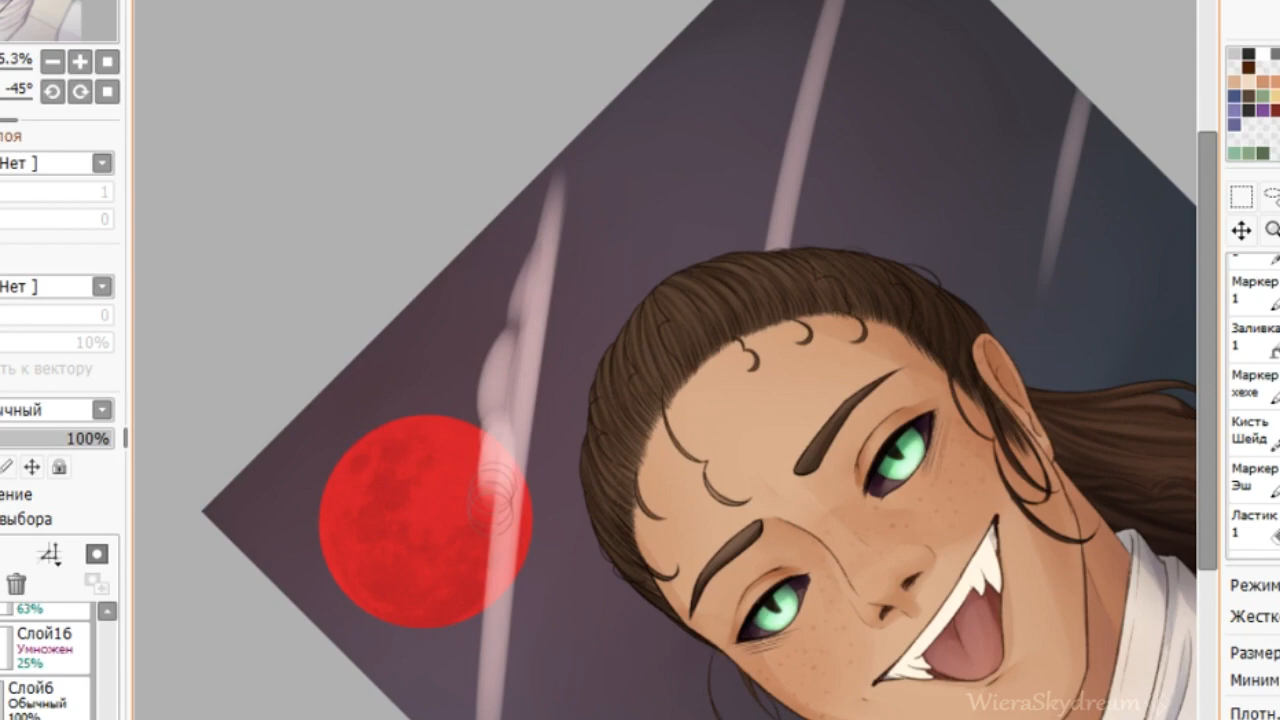 5.3%
-45°
лоя
Нет ]
1
0
Нет ]
0
10%
ть к вектору
ычный
100%
ение
выбора
63%
Слой16
Умножен
25%
Слой6
Обычный
100%
Маркер
1
Заливка
1
Маркер
хехе
Кисть
Шейд
Маркер
Эш
Ластик
1
Режим
Жестк
Размер
Миним
Плотн.
WieraSkydream